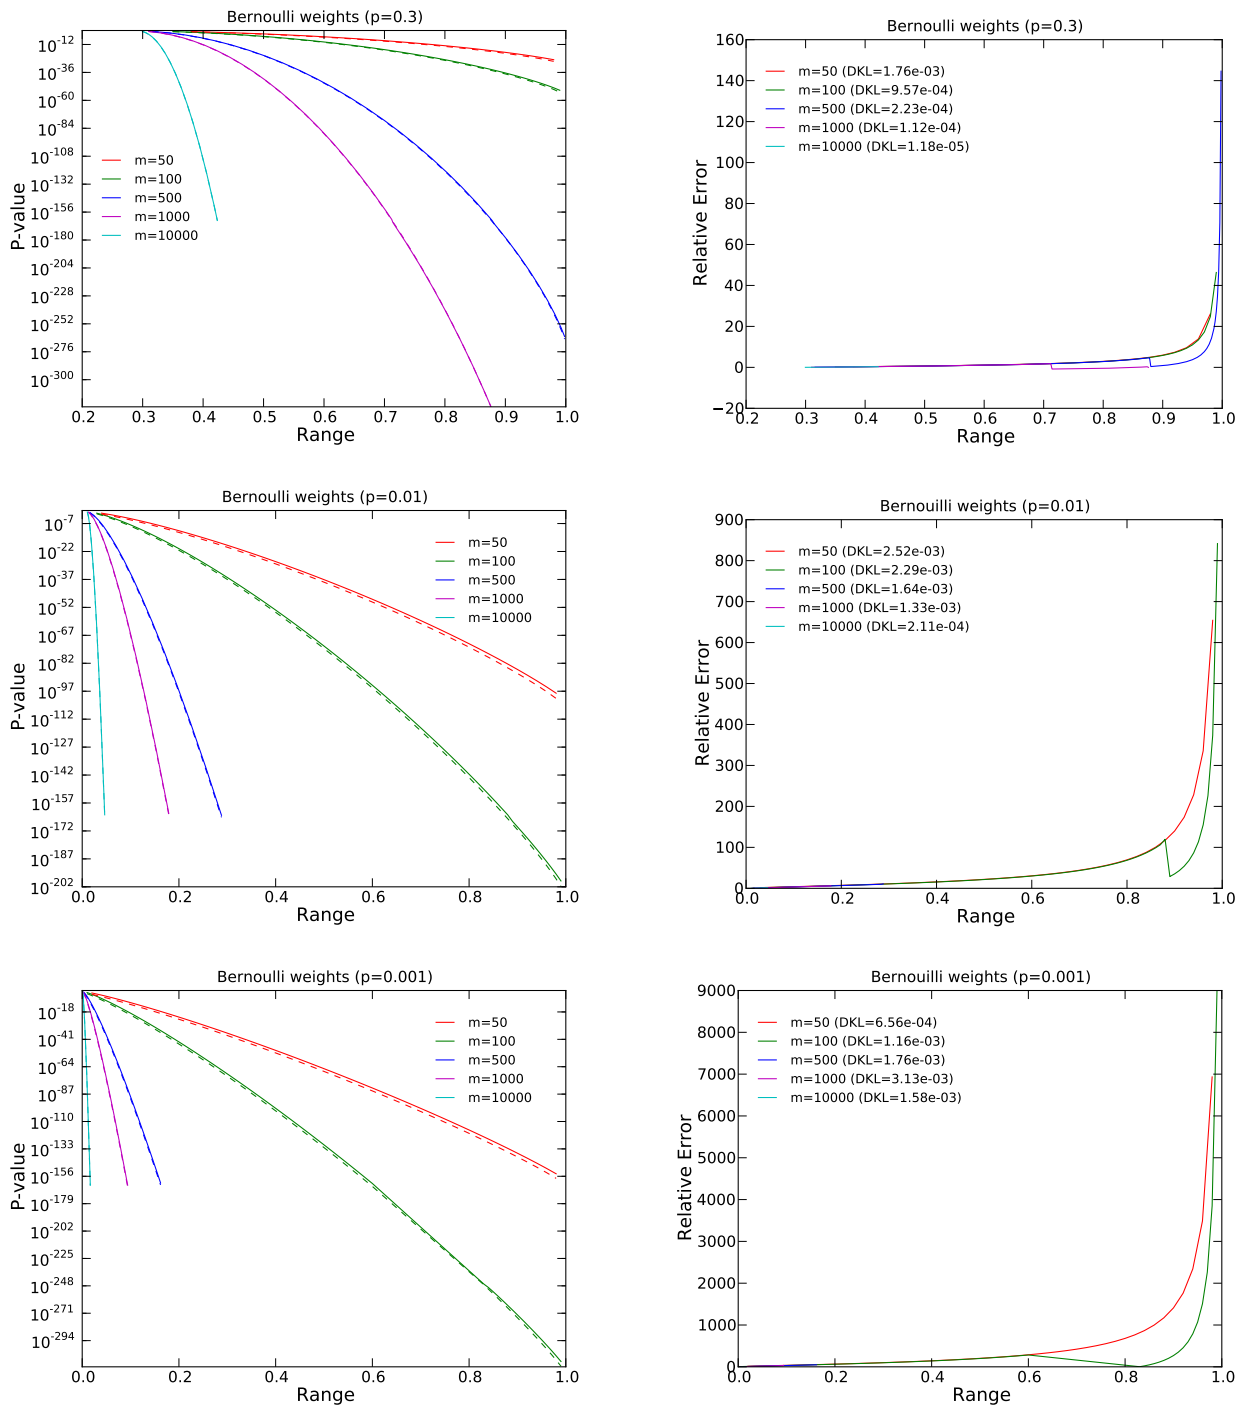 Bernoulli weights (p=0.3)
10^-12
10^-36
10^-60
10^-84
10^-108
10^-132
10^-156
10^-180
10^-204
10^-228
10^-252
10^-276
10^-300
P-value
m=50
m=100
m=500
m=1000
m=10000
0.2 0.3 0.4 0.5 0.6 0.7 0.8 0.9 1.0
Range
Bernoulli weights (p=0.3)
160
140
120
100
80
60
40
20
0
−20
Relative Error
m=50 (DKL=1.76e-03)
m=100 (DKL=9.57e-04)
m=500 (DKL=2.23e-04)
m=1000 (DKL=1.12e-04)
m=10000 (DKL=1.18e-05)
0.2 0.3 0.4 0.5 0.6 0.7 0.8 0.9 1.0
Range
Bernoulli weights (p=0.01)
10^-7
10^-22
10^-37
10^-52
10^-67
10^-82
10^-97
10^-112
10^-127
10^-142
10^-157
10^-172
10^-187
10^-202
P-value
m=50
m=100
m=500
m=1000
m=10000
0.0 0.2 0.4 0.6 0.8 1.0
Range
Bernouilli weights (p=0.01)
900
800
700
600
500
400
300
200
100
0
Relative Error
m=50 (DKL=2.52e-03)
m=100 (DKL=2.29e-03)
m=500 (DKL=1.64e-03)
m=1000 (DKL=1.33e-03)
m=10000 (DKL=2.11e-04)
0.0 0.2 0.4 0.6 0.8 1.0
Range
Bernoulli weights (p=0.001)
10^-18
10^-41
10^-64
10^-87
10^-110
10^-133
10^-156
10^-179
10^-202
10^-225
10^-248
10^-271
10^-294
P-value
m=50
m=100
m=500
m=1000
m=10000
0.0 0.2 0.4 0.6 0.8 1.0
Range
Bernouilli weights (p=0.001)
9000
8000
7000
6000
5000
4000
3000
2000
1000
0
Relative Error
m=50 (DKL=6.56e-04)
m=100 (DKL=1.16e-03)
m=500 (DKL=1.76e-03)
m=1000 (DKL=3.13e-03)
m=10000 (DKL=1.58e-03)
0.0 0.2 0.4 0.6 0.8 1.0
Range